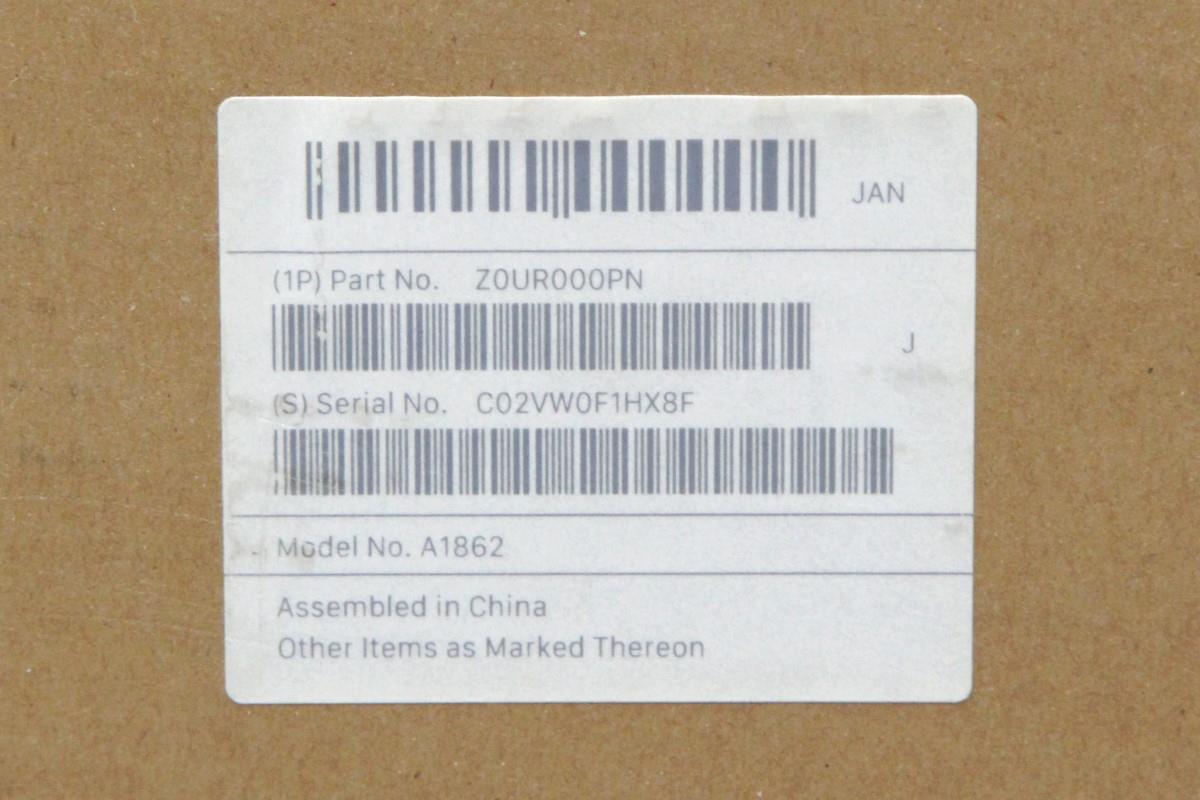 JAN
(1P) Part No. Z0UR000PN
J
(S) Serial No. C02VW0F1HX8F
Model No. A1862
Assembled in China
Other Items as Marked Thereon